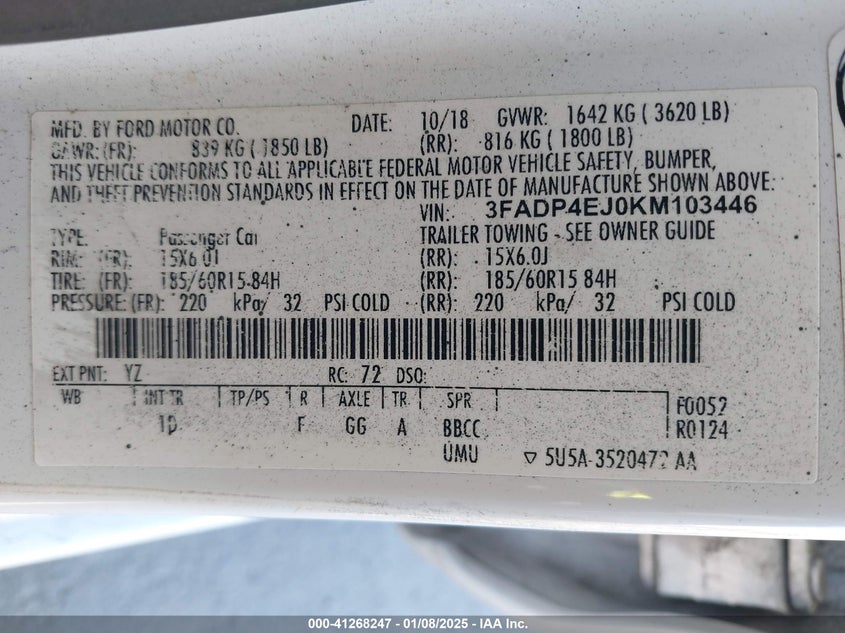 MFD. BY FORD MOTOR CO. DATE: 10/18 GVWR: 1642 KG ( 3620 LB)
GAWR: (FR): 839 KG ( 1850 LB) (RR): 816 KG ( 1800 LB)
THIS VEHICLE CONFORMS TO ALL APPLICABLE FEDERAL MOTOR VEHICLE SAFETY, BUMPER,
AND THEFT PREVENTION STANDARDS IN EFFECT ON THE DATE OF MANUFACTURE SHOWN ABOVE.
VIN: 3FADP4EJ0KM103446
TYPE: Passenger Car TRAILER TOWING - SEE OWNER GUIDE
RIM: (FR): 15X6.0J (RR): 15X6.0J
TIRE: (FR): 185/60R15 84H (RR): 185/60R15 84H
PRESSURE: (FR): 220 kPa/ 32 PSI COLD (RR): 220 kPa/ 32 PSI COLD
EXT PNT: YZ RC: 72 DSO:
WB INT TR TP/PS R AXLE TR SPR F0052
1D F GG A BBCC R0124
UMU ▽ 5U5A-3520472 AA
000-41268247 - 01/08/2025 - IAA Inc.